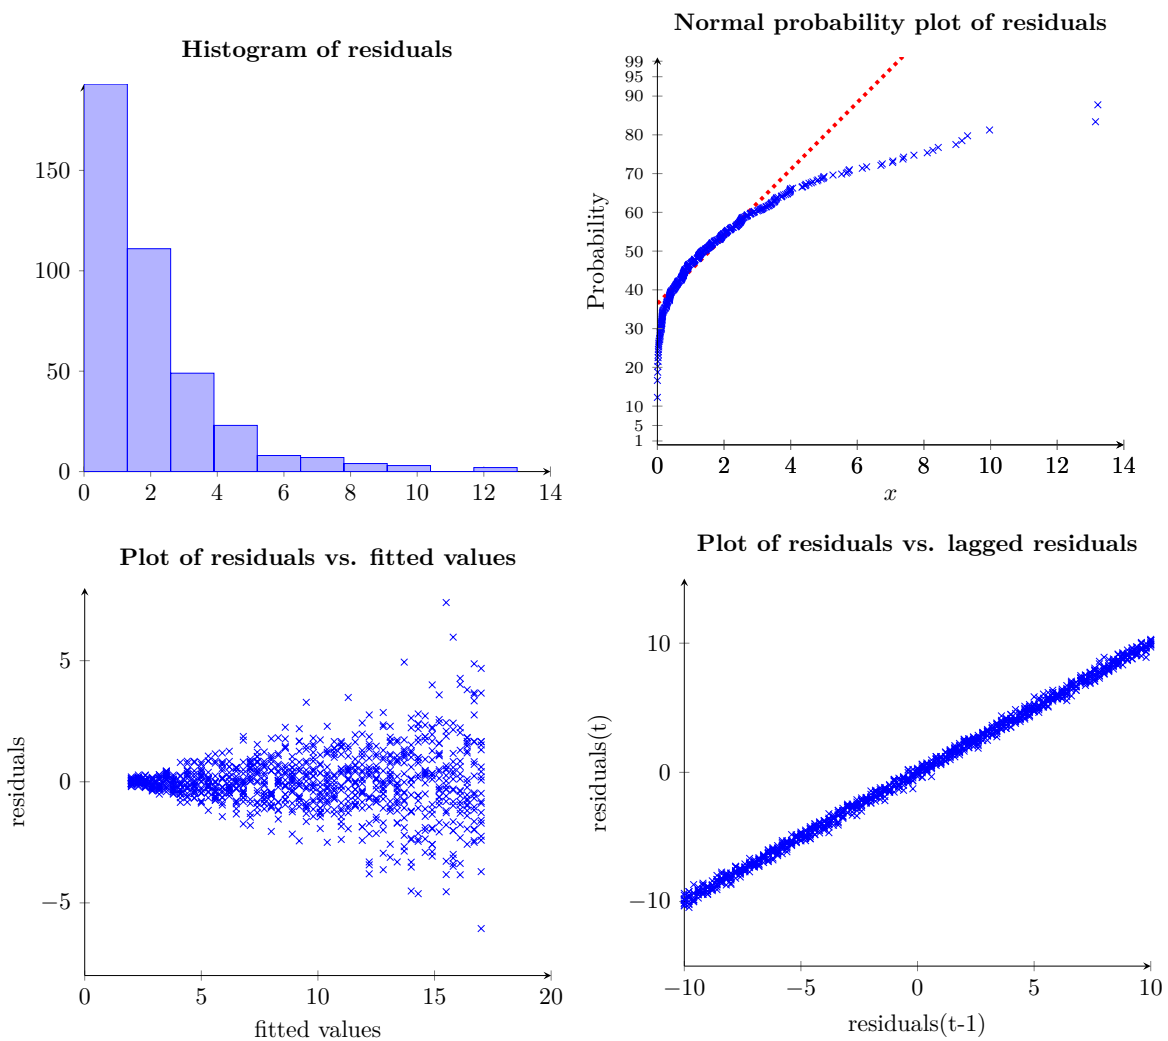 Histogram of residuals
150
100
50
0
0 2 4 6 8 10 12 14
Normal probability plot of residuals
99
95
90
80
70
60
50
40
30
20
10
5
1
Probability
0 2 4 6 8 10 12 14
x
Plot of residuals vs. fitted values
5
0
−5
residuals
0 5 10 15 20
fitted values
Plot of residuals vs. lagged residuals
10
0
−10
residuals(t)
−10 −5 0 5 10
residuals(t-1)